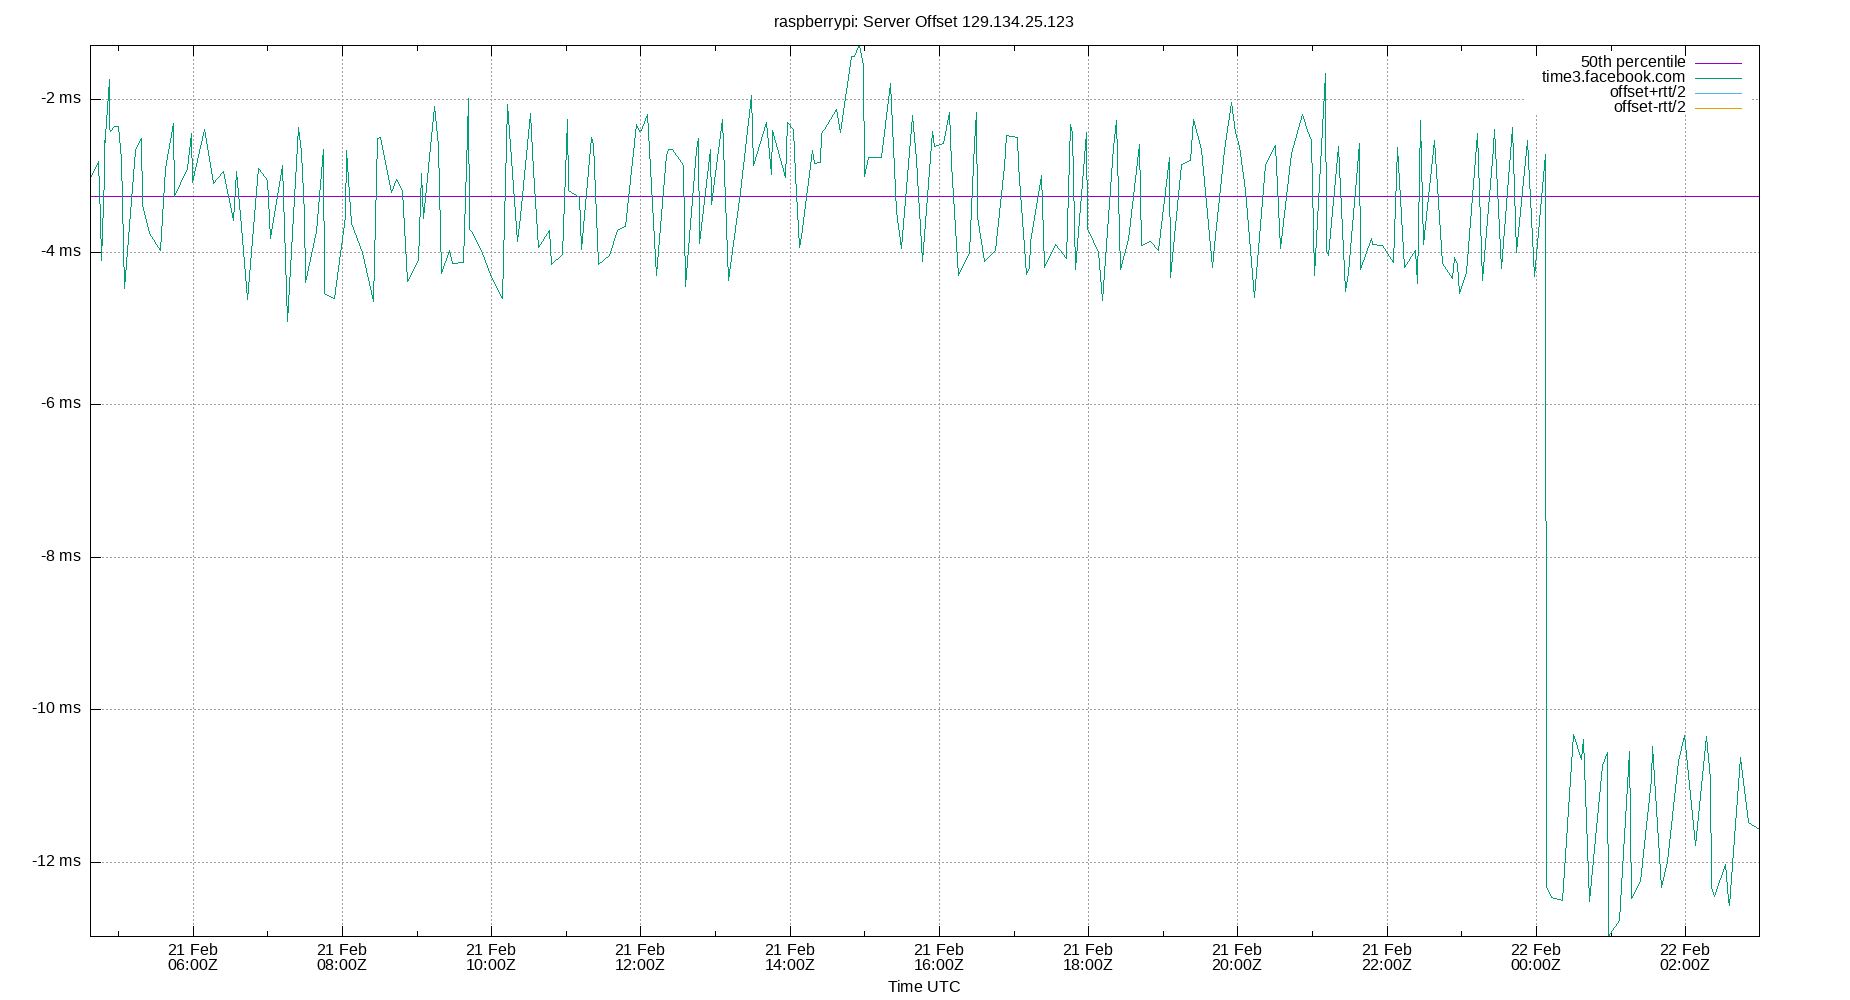 raspberrypi: Server Offset 129.134.25.123
50th percentile
time3.facebook.com
offset+rtt/2
offset-rtt/2
-2 ms
-4 ms
-6 ms
-8 ms
-10 ms
-12 ms
21 Feb 21 Feb 21 Feb 21 Feb 21 Feb 21 Feb 21 Feb 21 Feb 21 Feb 22 Feb 22 Feb
06:00Z 08:00Z 10:00Z 12:00Z 14:00Z 16:00Z 18:00Z 20:00Z 22:00Z 00:00Z 02:00Z
Time UTC